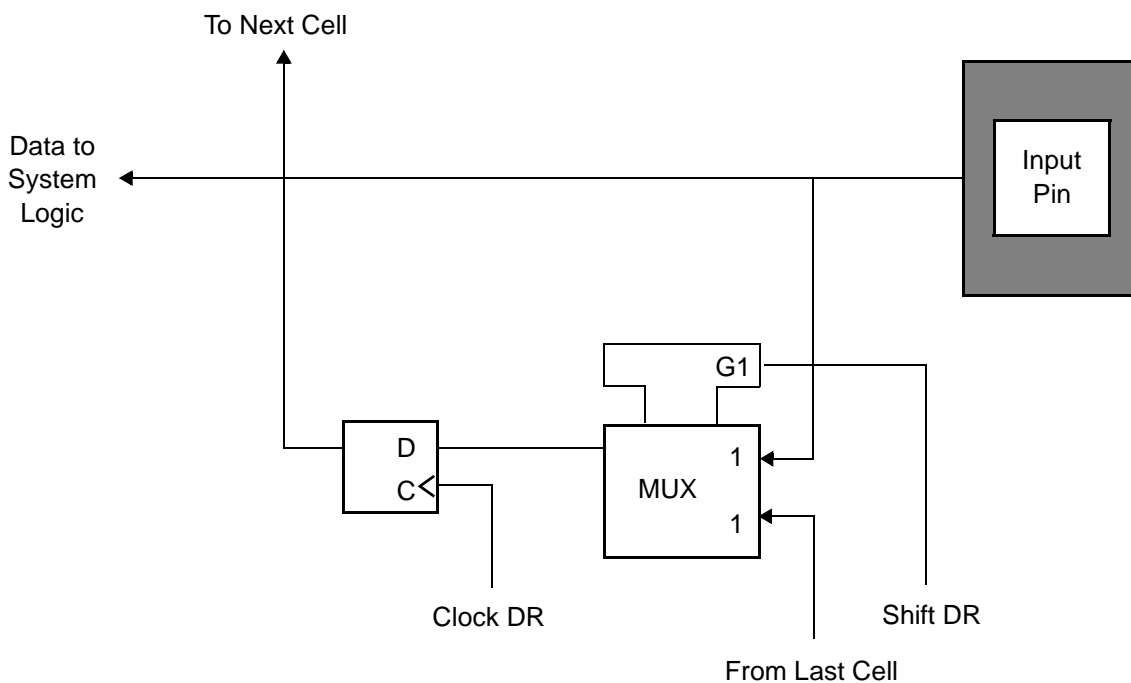 To Next Cell
Data to
System
Logic
Input
Pin
G1
D
C
MUX
1
1
Clock DR
Shift DR
From Last Cell